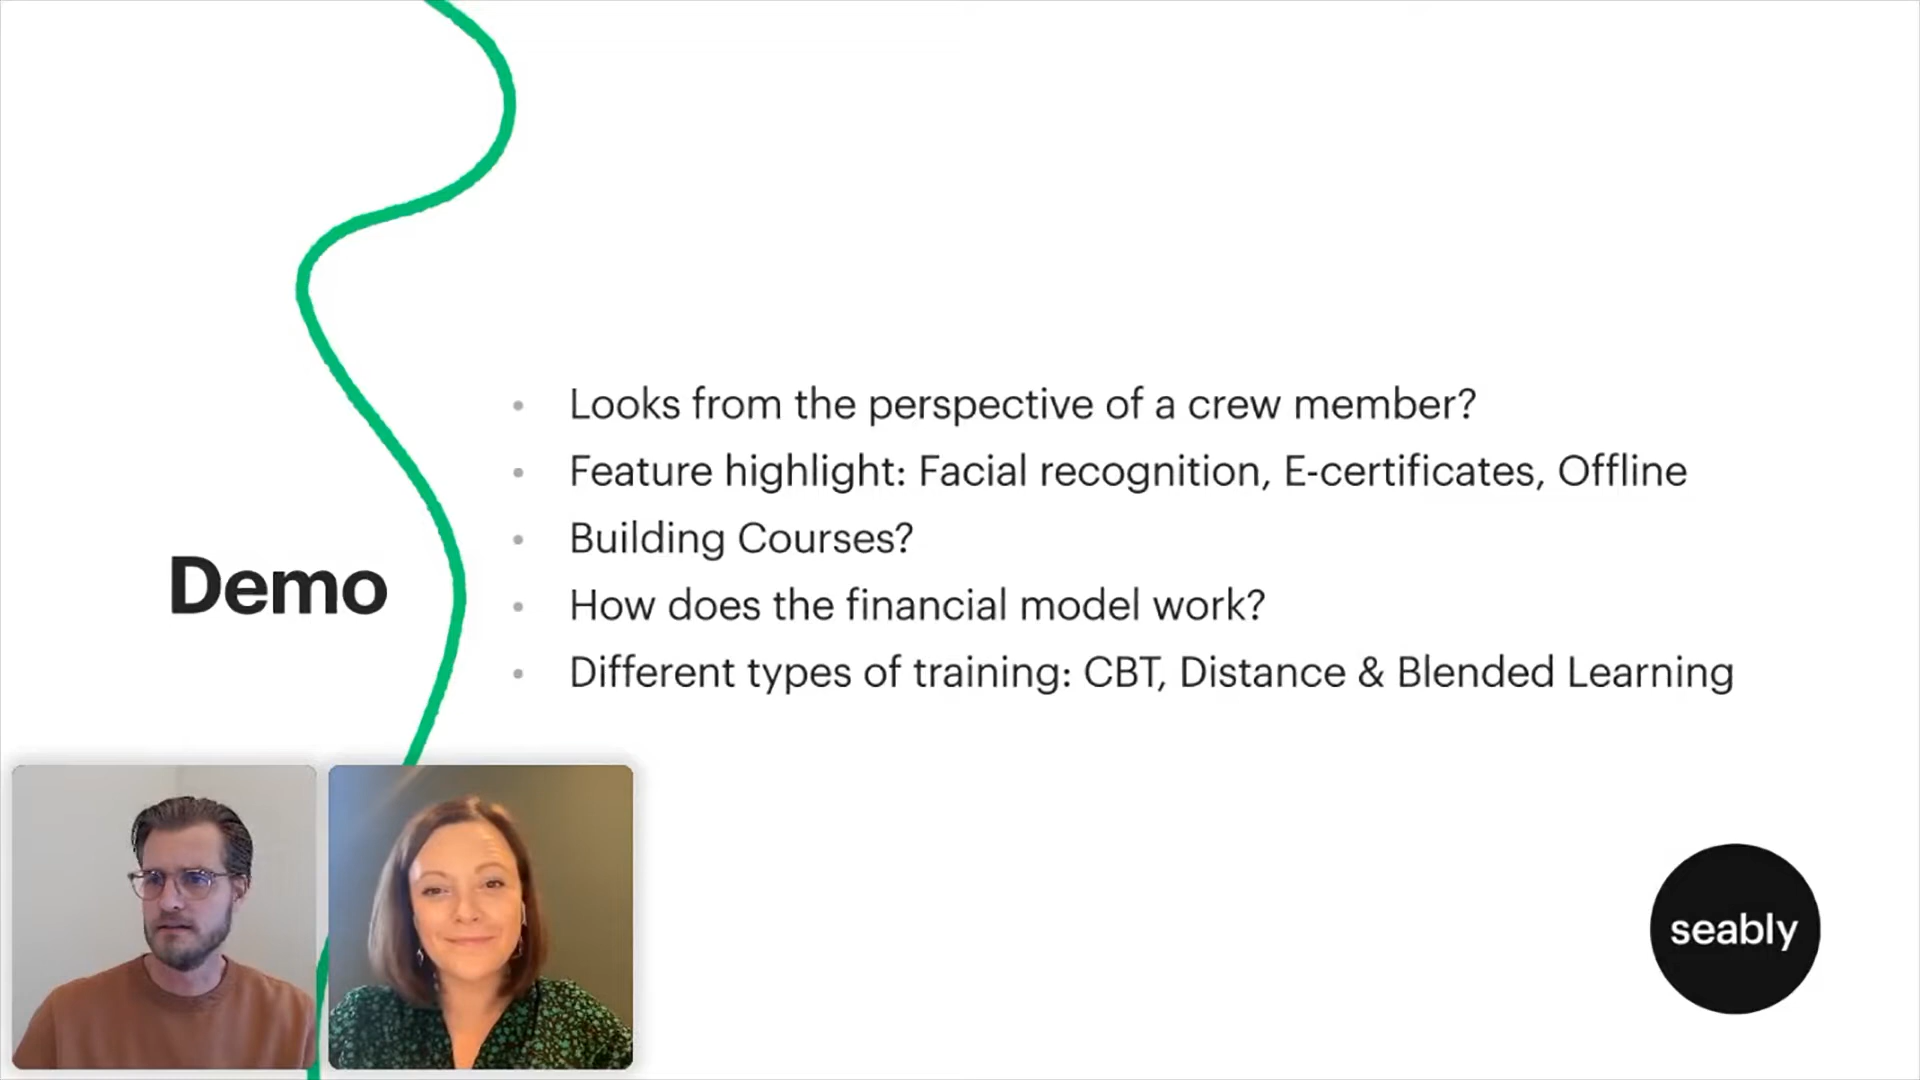 Demo
Looks from the perspective of a crew member?
Feature highlight: Facial recognition, E-certificates, Offline
Building Courses?
How does the financial model work?
Different types of training: CBT, Distance & Blended Learning
seably